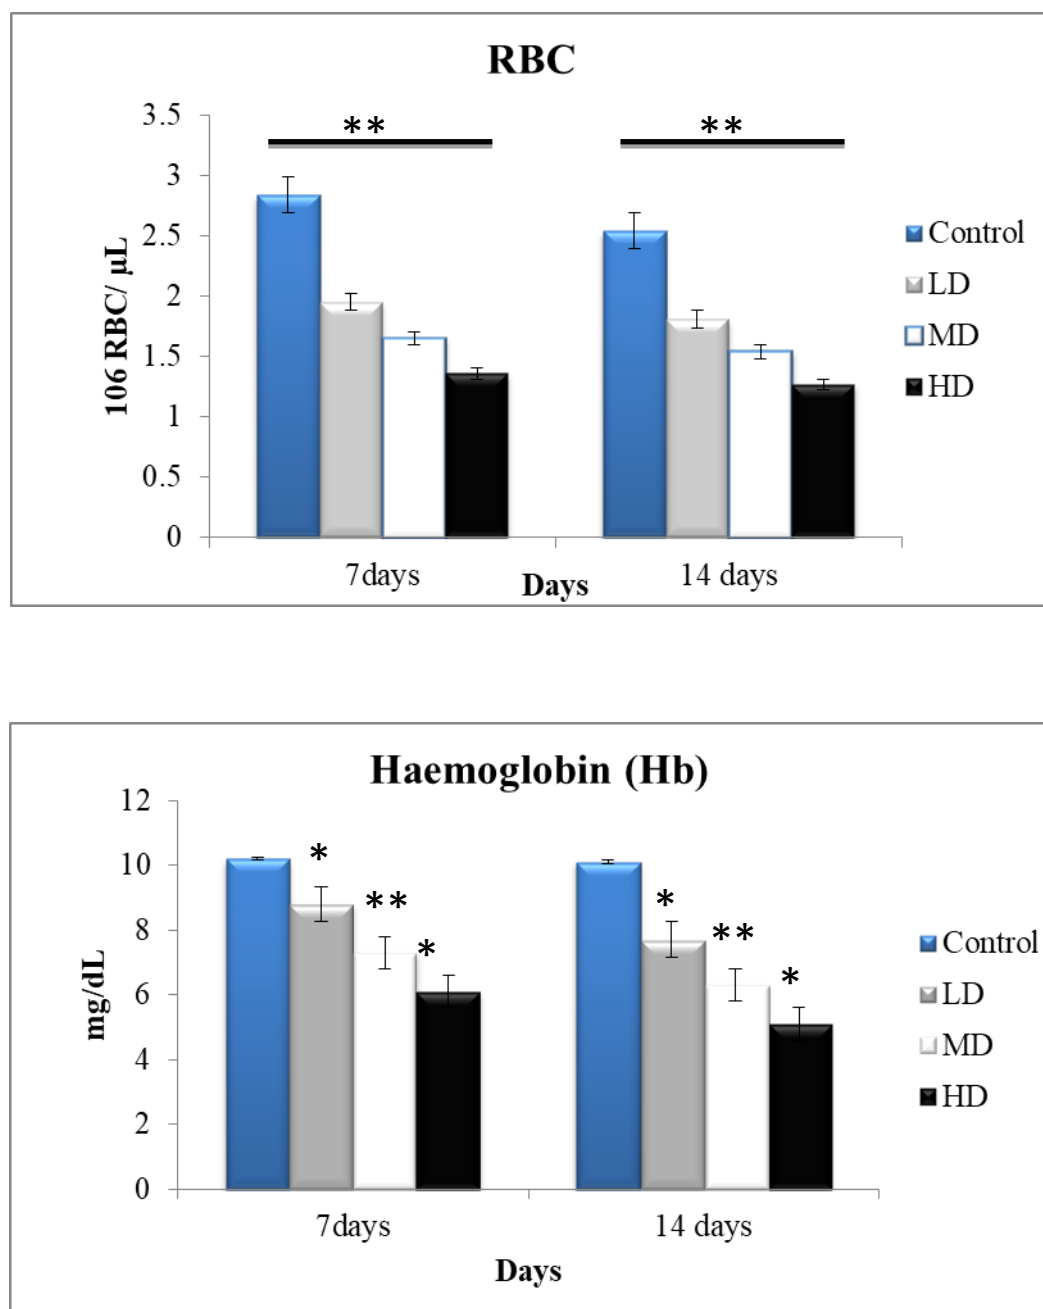 RBC
3.5
3
2.5
2
1.5
1
0.5
0
106 RBC/ µL
** **
7days 14 days
Days
Control
LD
MD
HD
Haemoglobin (Hb)
12
10
8
6
4
2
0
mg/dL
* ** * * ** *
7days 14 days
Days
Control
LD
MD
HD